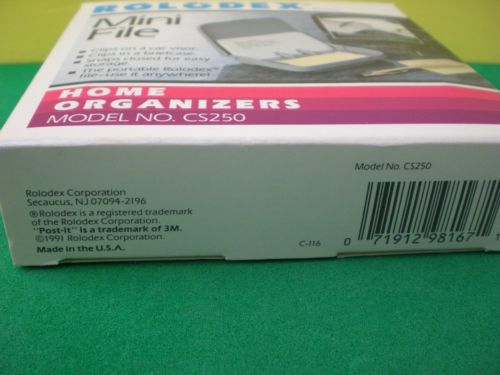 ROLODEX®
Mini
File
• Clips on a car visor.
• Clips in a briefcase.
• Snaps closed for easy
storage
• The portable Rolodex®
file-use it anywhere!
HOME
ORGANIZERS
MODEL NO. CS250
Model No. CS250
Rolodex Corporation
Secaucus, NJ 07094-2196
® Rolodex is a registered trademark
of the Rolodex Corporation.
"Post-it" is a trademark of 3M.
©1991 Rolodex Corporation.
Made in the U.S.A.
C-116
0 71912 98167